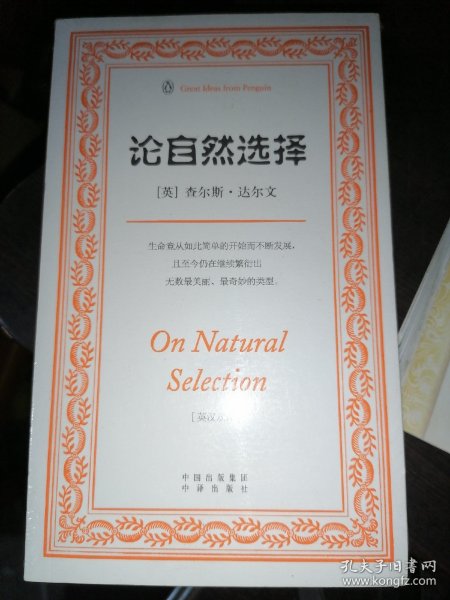 Great Ideas from Penguin
论自然选择
[英] 查尔斯·达尔文
生命竟从如此简单的开始而不断发展，
且至今仍在继续繁衍出
无数最美丽、最奇妙的类型。
On Natural
Selection
[英汉双
中国出版集团
中译出版社
孔夫子旧书网
www.kongfz.com